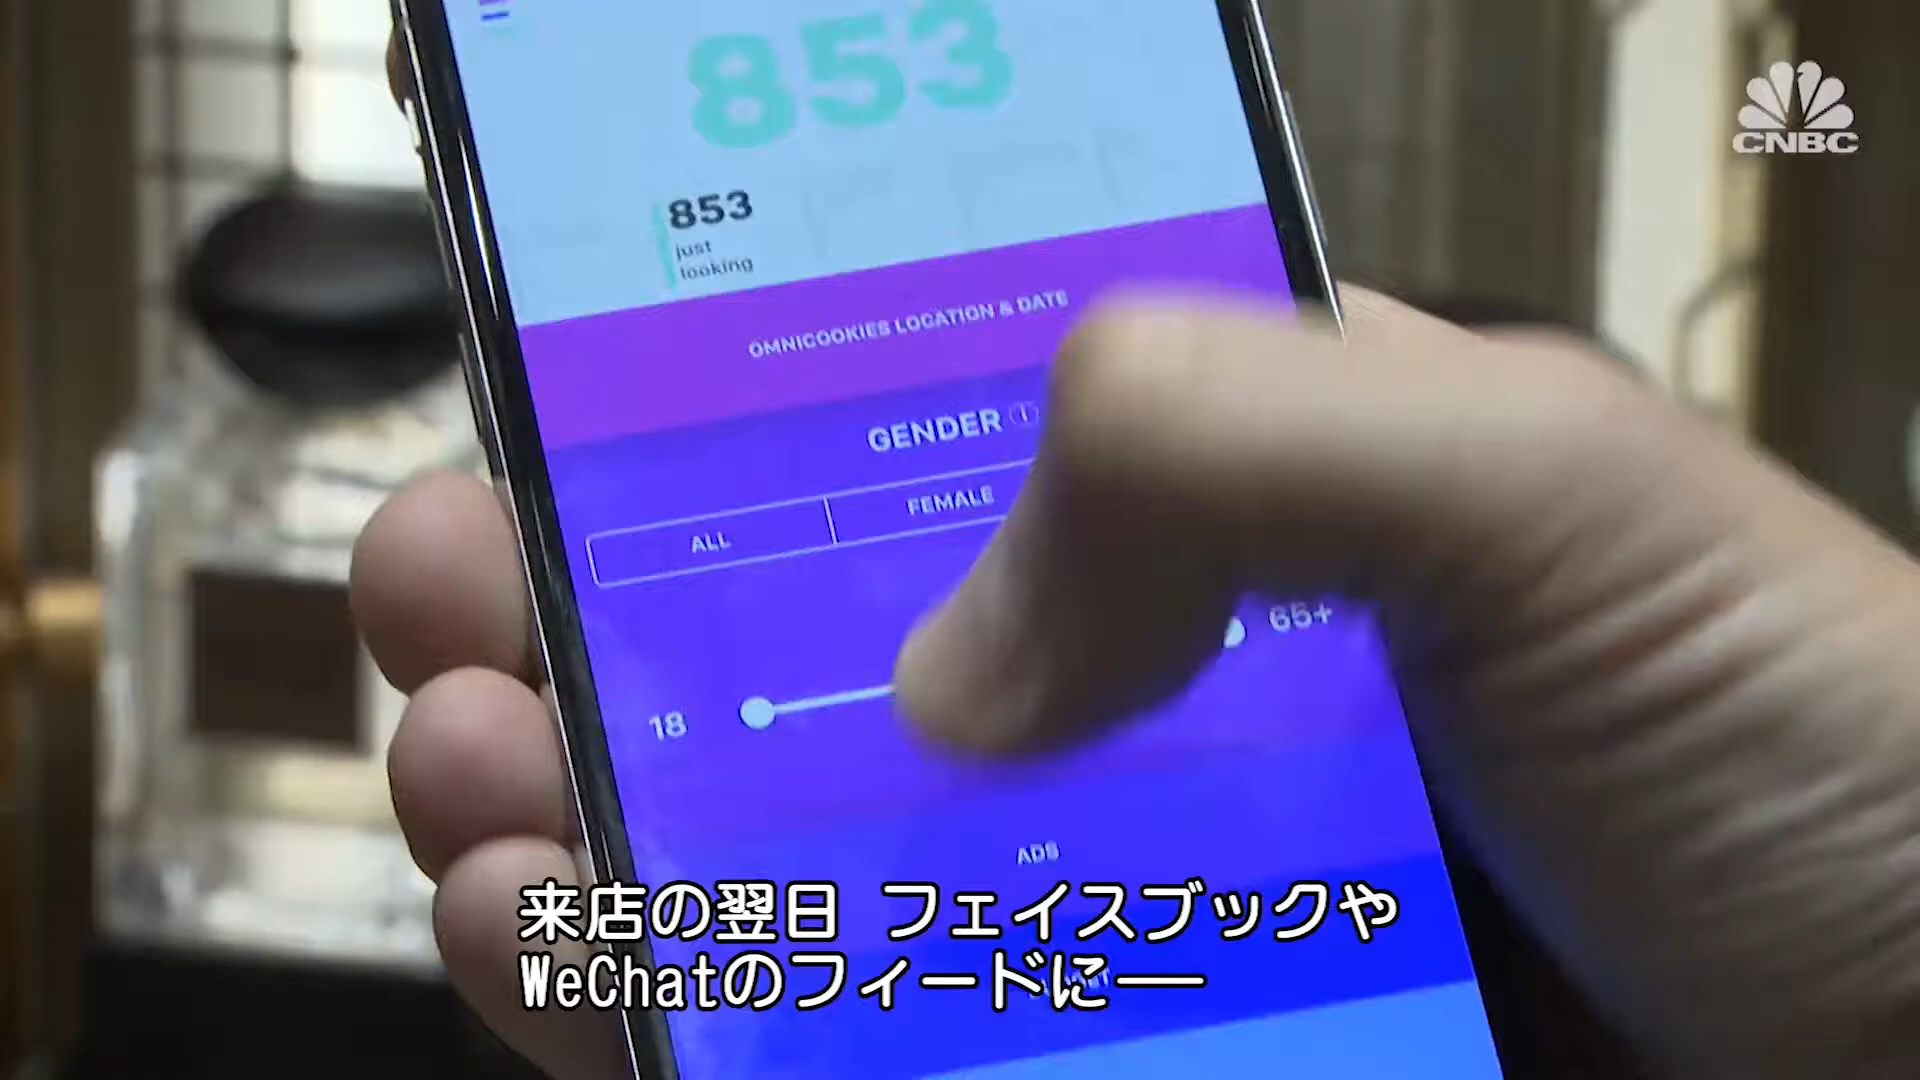 853
CNBC
853
just
looking
OMNICOOKIES LOCATION & DATE
GENDER
ALL
FEMALE
65+
18
ADS
来店の翌日 フェイスブックや
WeChatのフィードに――